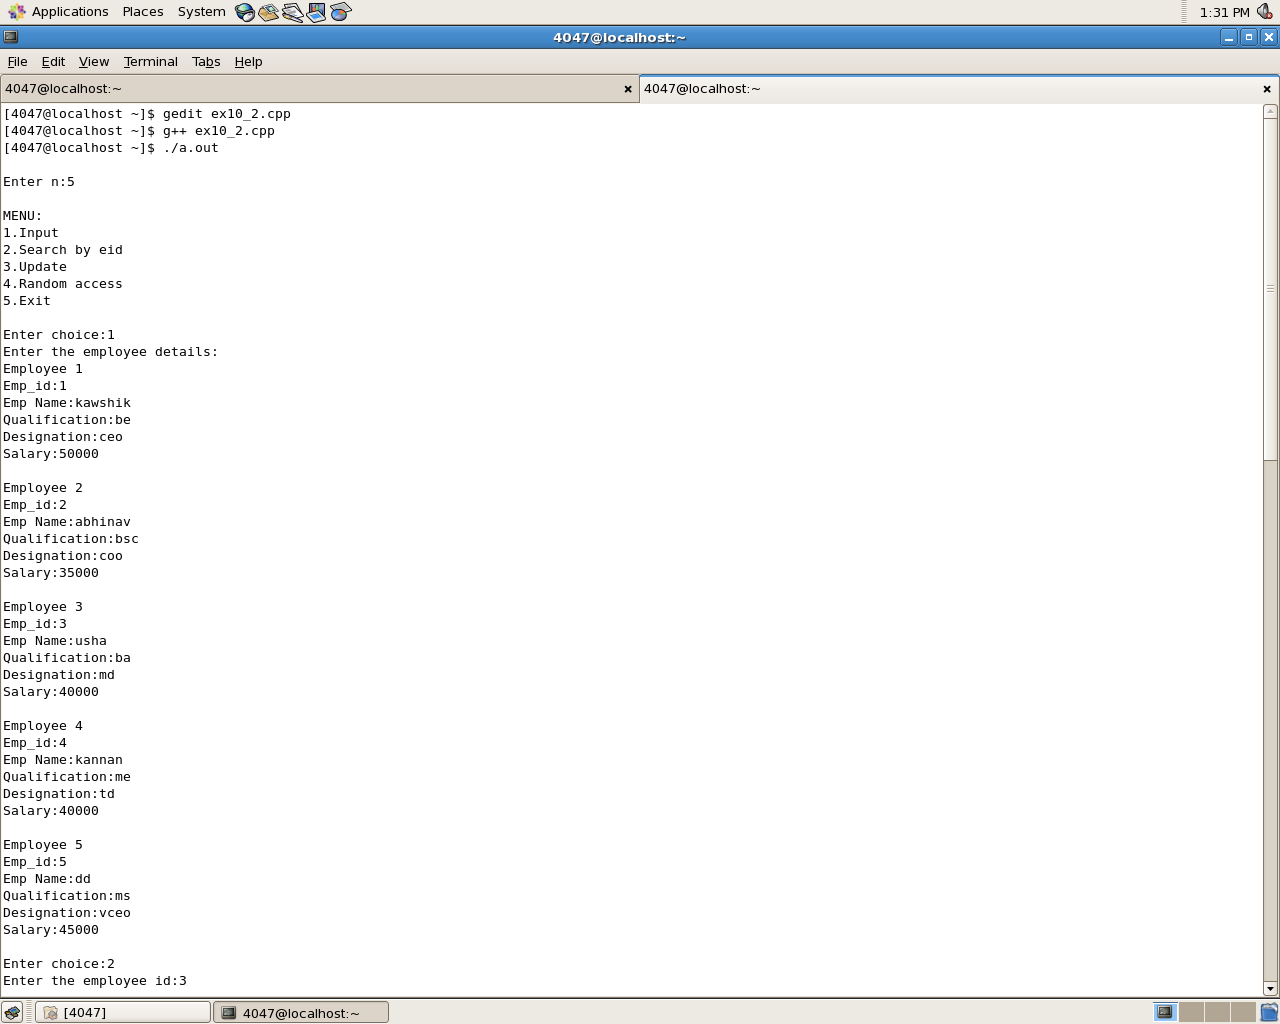 Applications Places System 1:31 PM
4047@localhost:~
File Edit View Terminal Tabs Help
4047@localhost:~ 4047@localhost:~
[4047@localhost ~]$ gedit ex10_2.cpp
[4047@localhost ~]$ g++ ex10_2.cpp
[4047@localhost ~]$ ./a.out
Enter n:5
MENU:
1.Input
2.Search by eid
3.Update
4.Random access
5.Exit
Enter choice:1
Enter the employee details:
Employee 1
Emp_id:1
Emp Name:kawshik
Qualification:be
Designation:ceo
Salary:50000
Employee 2
Emp_id:2
Emp Name:abhinav
Qualification:bsc
Designation:coo
Salary:35000
Employee 3
Emp_id:3
Emp Name:usha
Qualification:ba
Designation:md
Salary:40000
Employee 4
Emp_id:4
Emp Name:kannan
Qualification:me
Designation:td
Salary:40000
Employee 5
Emp_id:5
Emp Name:dd
Qualification:ms
Designation:vceo
Salary:45000
Enter choice:2
Enter the employee id:3
[4047] 4047@localhost:~